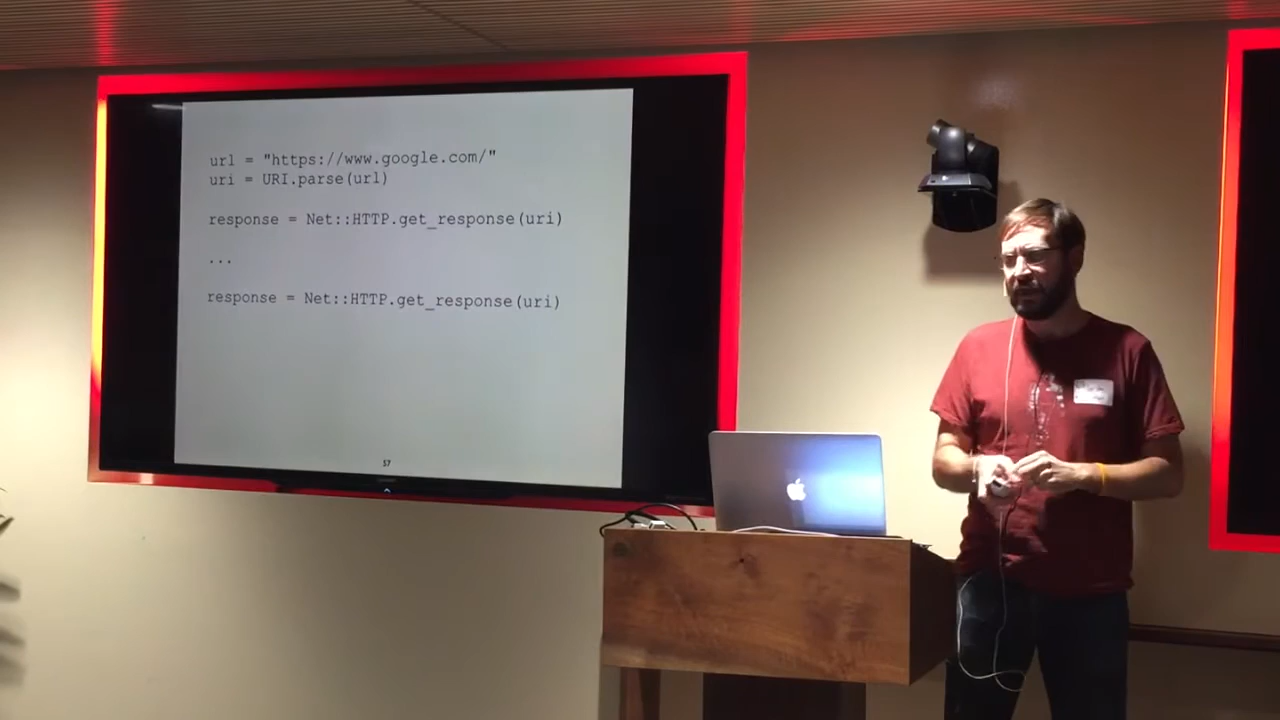 url = "https://www.google.com/"
uri = URI.parse(url)
response = Net::HTTP.get_response(uri)
...
response = Net::HTTP.get_response(uri)
37